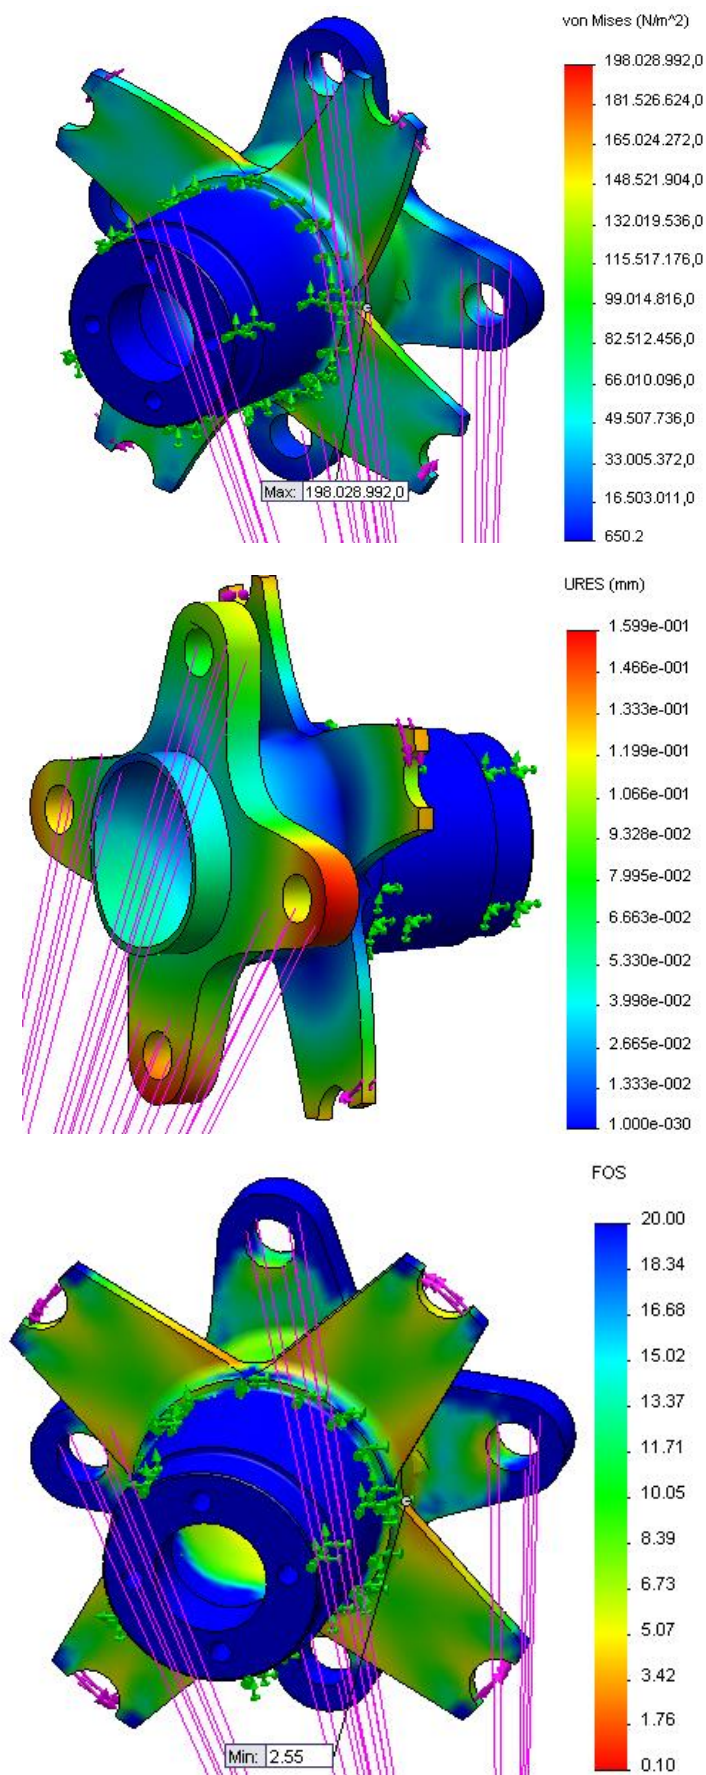 von Mises (N/m^2)
198.028.992,0
181.526.624,0
165.024.272,0
148.521.904,0
132.019.536,0
115.517.176,0
99.014.816,0
82.512.456,0
66.010.096,0
49.507.736,0
33.005.372,0
16.503.011,0
650.2
Max: 198.028.992,0
URES (mm)
1.599e-001
1.466e-001
1.333e-001
1.199e-001
1.066e-001
9.328e-002
7.995e-002
6.663e-002
5.330e-002
3.998e-002
2.665e-002
1.333e-002
1.000e-030
FOS
20.00
18.34
16.68
15.02
13.37
11.71
10.05
8.39
6.73
5.07
3.42
1.76
0.10
Min: 2.55